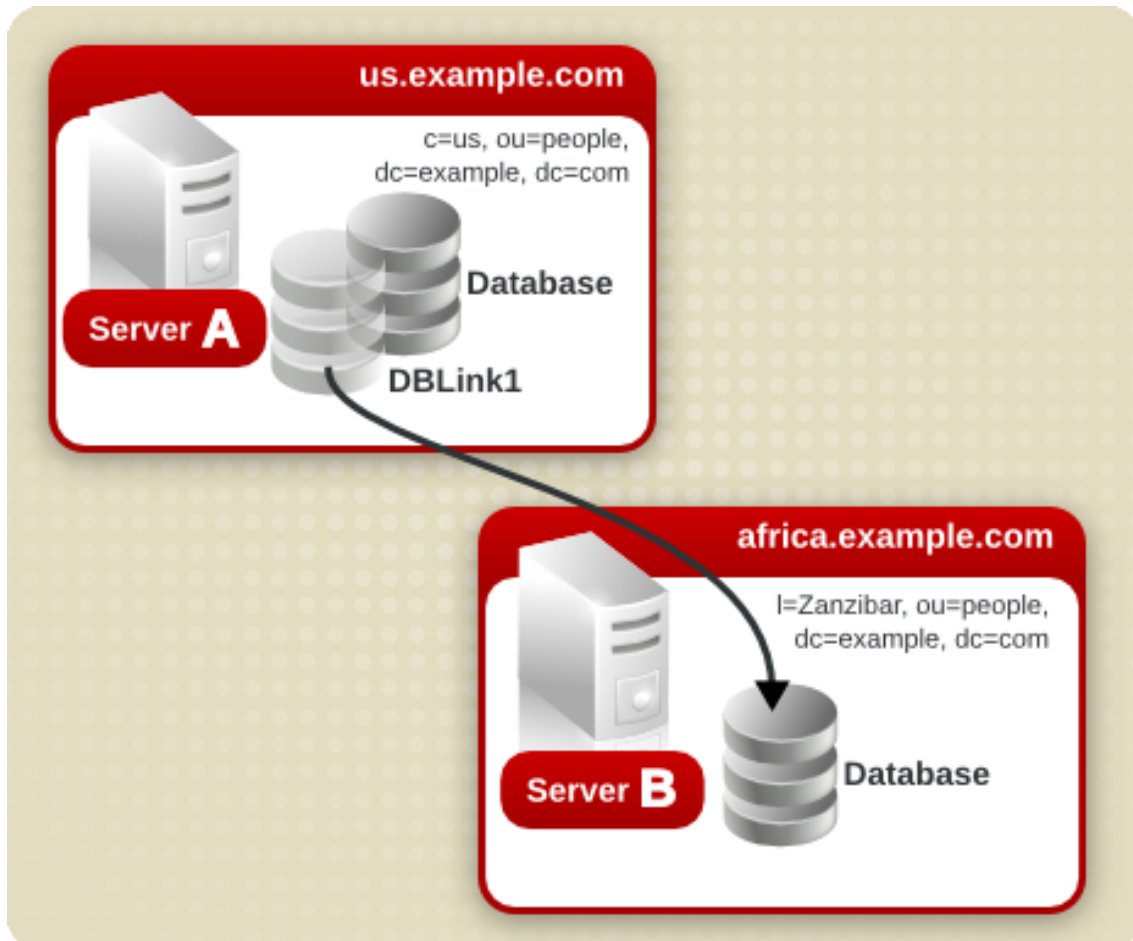 us.example.com
c=us, ou=people,
dc=example, dc=com
Database
Server A
DBLink1
africa.example.com
l=Zanzibar, ou=people,
dc=example, dc=com
Database
Server B